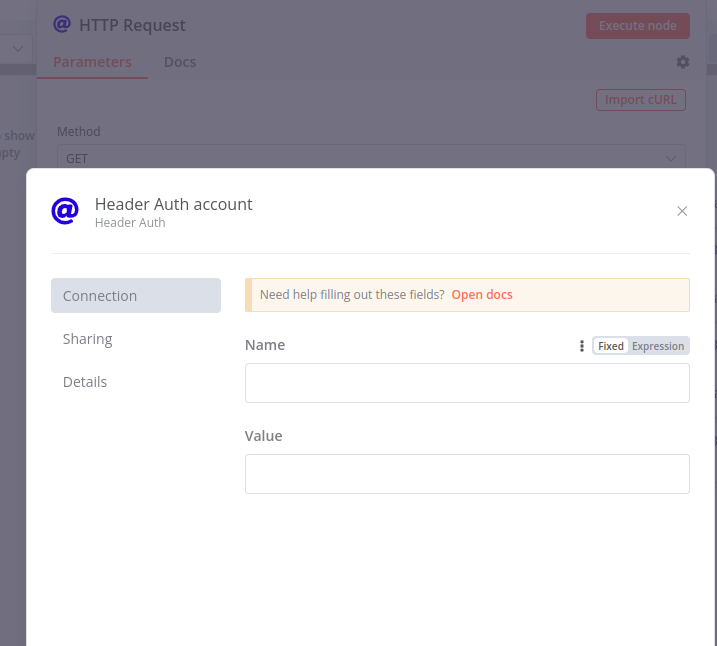 HTTP Request
Execute node
Parameters
Docs
Import cURL
show
Method
GET
Header Auth account
Header Auth
Connection
Sharing
Details
Need help filling out these fields? Open docs
Name
Fixed
Expression
Value